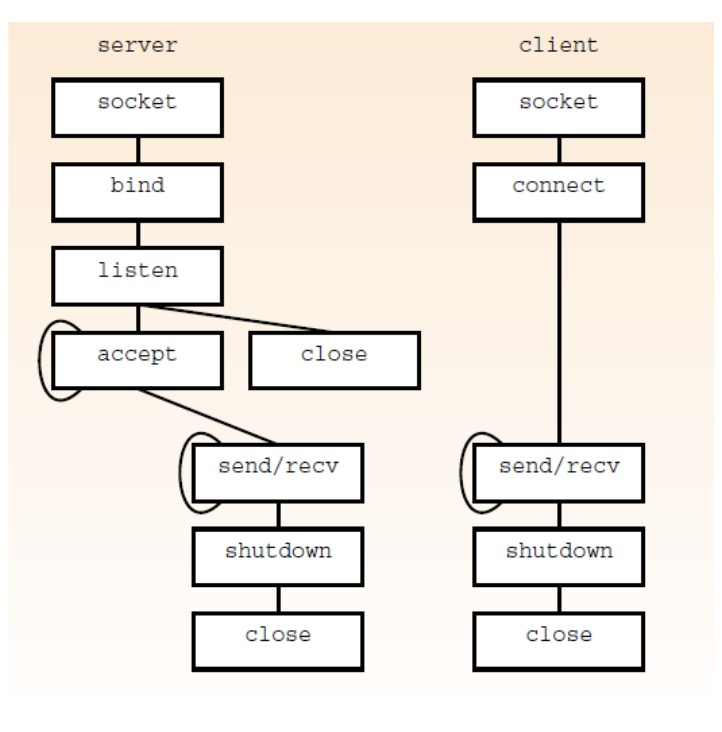 server
client
socket
socket
bind
connect
listen
accept
close
send/recv
send/recv
shutdown
shutdown
close
close